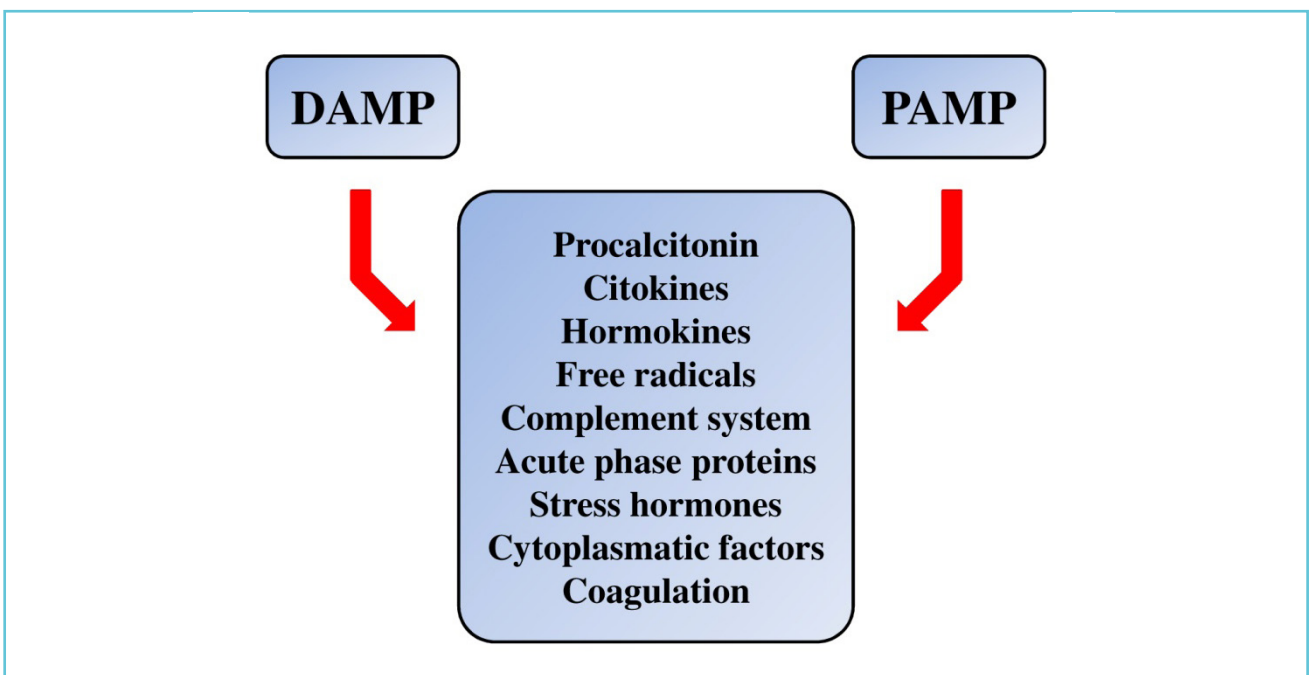 DAMP
PAMP
Procalcitonin
Citokines
Hormokines
Free radicals
Complement system
Acute phase proteins
Stress hormones
Cytoplasmatic factors
Coagulation